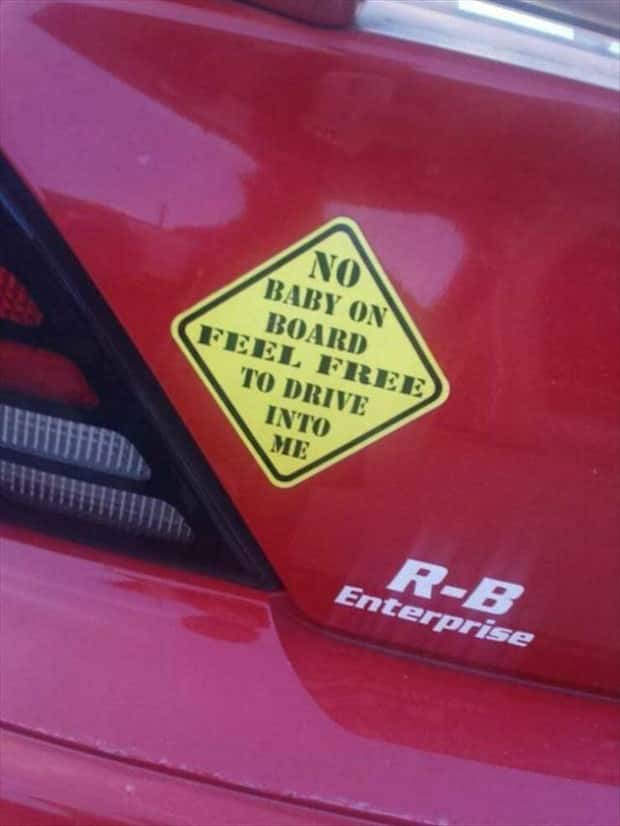 NO
BABY ON
BOARD
FEEL FREE
TO DRIVE
INTO
ME
R-B
Enterprise